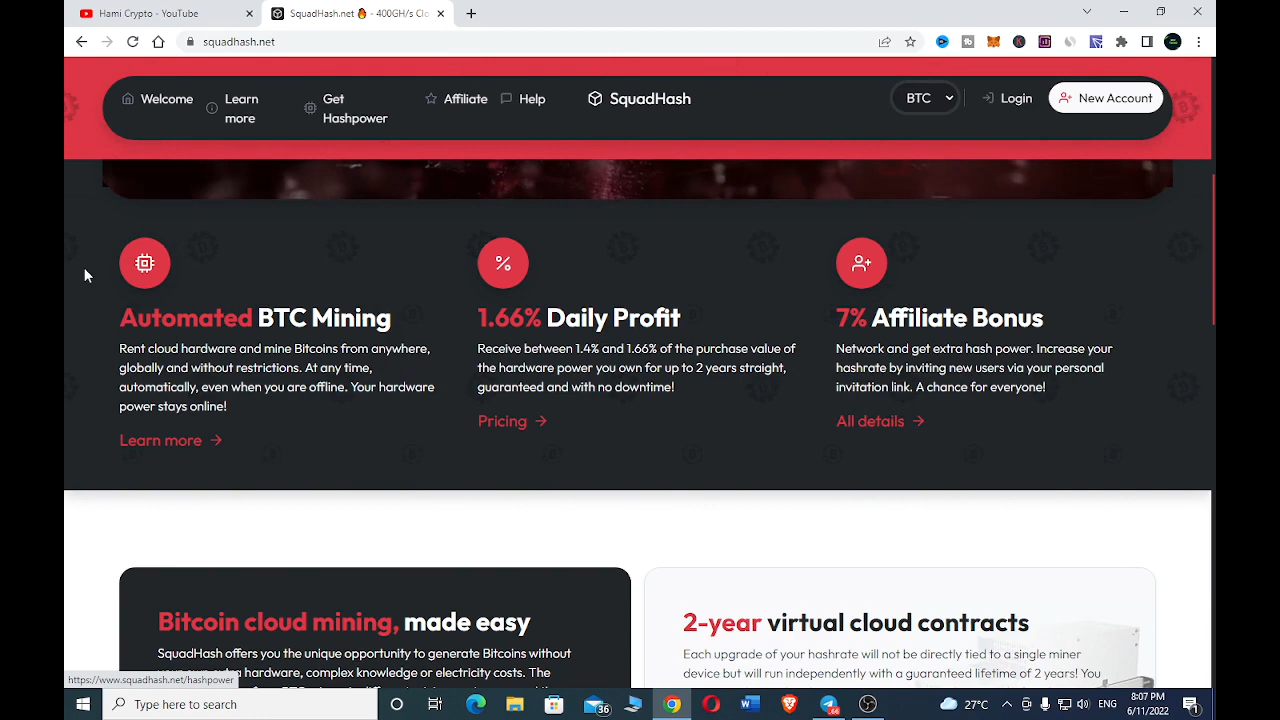 Hami Crypto - YouTube
SquadHash.net 🔥 - 400GH/s Clo
squadhash.net
Welcome
Learn more
Get Hashpower
Affiliate
Help
SquadHash
BTC
Login
New Account
Automated BTC Mining
Rent cloud hardware and mine Bitcoins from anywhere,
globally and without restrictions. At any time,
automatically, even when you are offline. Your hardware
power stays online!
Learn more →
1.66% Daily Profit
Receive between 1.4% and 1.66% of the purchase value of
the hardware power you own for up to 2 years straight,
guaranteed and with no downtime!
Pricing →
7% Affiliate Bonus
Network and get extra hash power. Increase your
hashrate by inviting new users via your personal
invitation link. A chance for everyone!
All details →
Bitcoin cloud mining, made easy
SquadHash offers you the unique opportunity to generate Bitcoins without
hardware, complex knowledge or electricity costs. The
2-year virtual cloud contracts
Each upgrade of your hashrate will not be directly tied to a single miner
device but will run independently with a guaranteed lifetime of 2 years! You
https://www.squadhash.net/hashpower
Type here to search
36
66
27°C
8:07 PM
6/11/2022